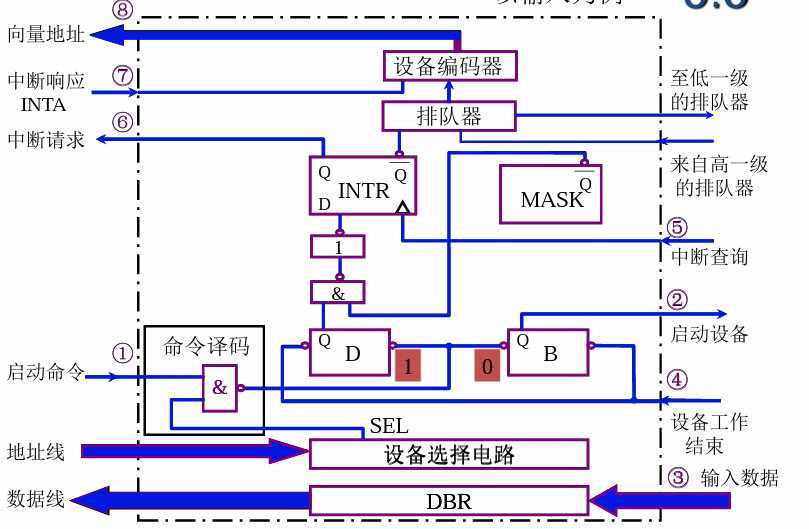 ⑧
向量地址
设备编码器
中断响应
INTA
⑦
至低一级
的排队器
⑥
中断请求
排队器
来自高一级
的排队器
Q
Q
D
INTR
Q
MASK
⑤
中断查询
1
&
②
启动设备
①
命令译码
Q
D
Q
B
1
0
启动命令
&
④
设备工作
结束
SEL
地址线
设备选择电路
③ 输入数据
数据线
DBR